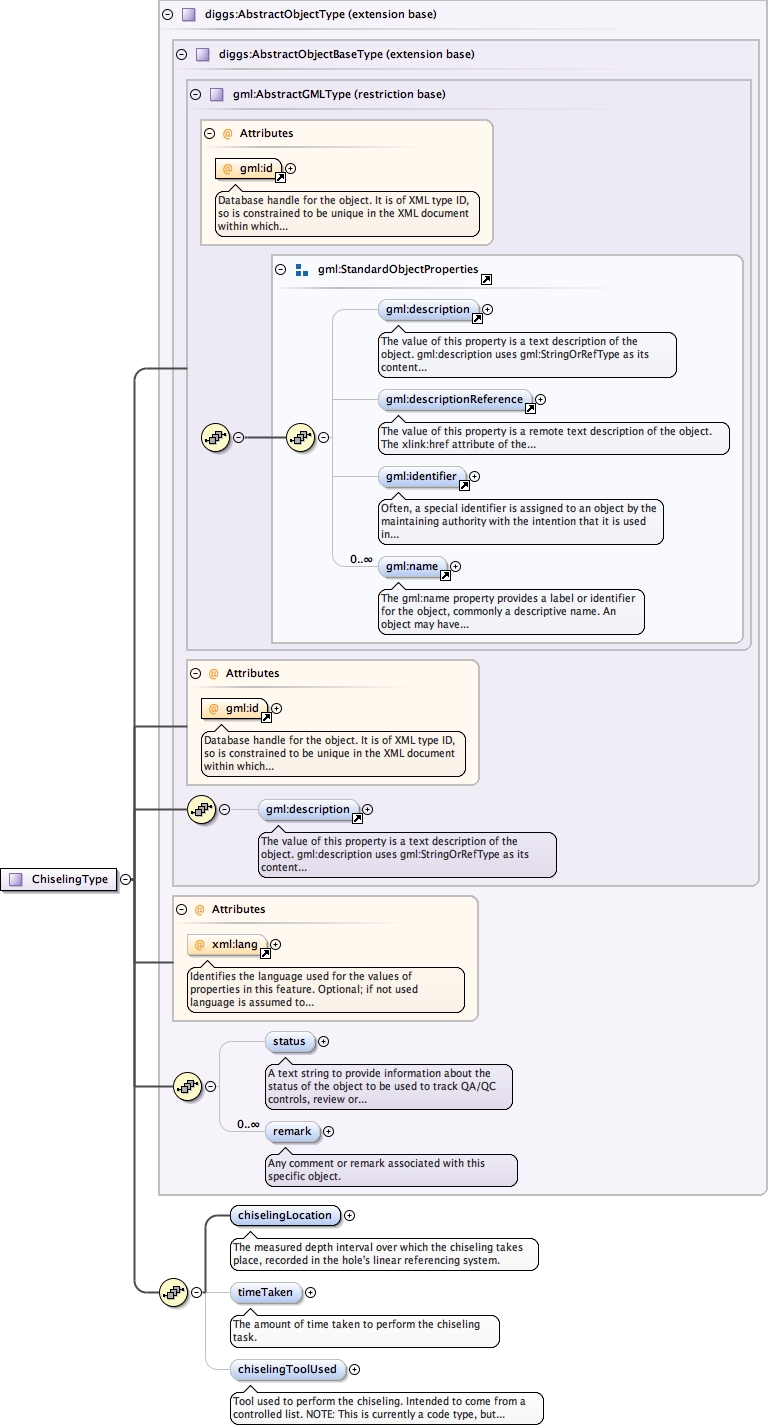 diggs:AbstractObjectType (extension base)
diggs:AbstractObjectBaseType (extension base)
gml:AbstractGMLType (restriction base)
@ Attributes
@ gml:id
Database handle for the object. It is of XML type ID,
so is constrained to be unique in the XML document
within which...
gml:StandardObjectProperties
gml:description
The value of this property is a text description of the
object. gml:description uses gml:StringOrRefType as its
content...
gml:descriptionReference
The value of this property is a remote text description of the object.
The xlink:href attribute of the...
gml:identifier
Often, a special identifier is assigned to an object by the
maintaining authority with the intention that it is used
in...
0..∞
gml:name
The gml:name property provides a label or identifier
for the object, commonly a descriptive name. An
object may have...
@ Attributes
@ gml:id
Database handle for the object. It is of XML type ID,
so is constrained to be unique in the XML document
within which...
gml:description
The value of this property is a text description of the
object. gml:description uses gml:StringOrRefType as its
content...
ChiselingType
@ Attributes
@ xml:lang
Identifies the language used for the values of
properties in this feature. Optional; if not used
language is assumed to...
status
A text string to provide information about the
status of the object to be used to track QA/QC
controls, review or...
0..∞
remark
Any comment or remark associated with this
specific object.
chiselingLocation
The measured depth interval over which the chiseling takes
place, recorded in the hole's linear referencing system.
timeTaken
The amount of time taken to perform the chiseling
task.
chiselingToolUsed
Tool used to perform the chiseling. Intended to come from a
controlled list. NOTE: This is currently a code type, but...